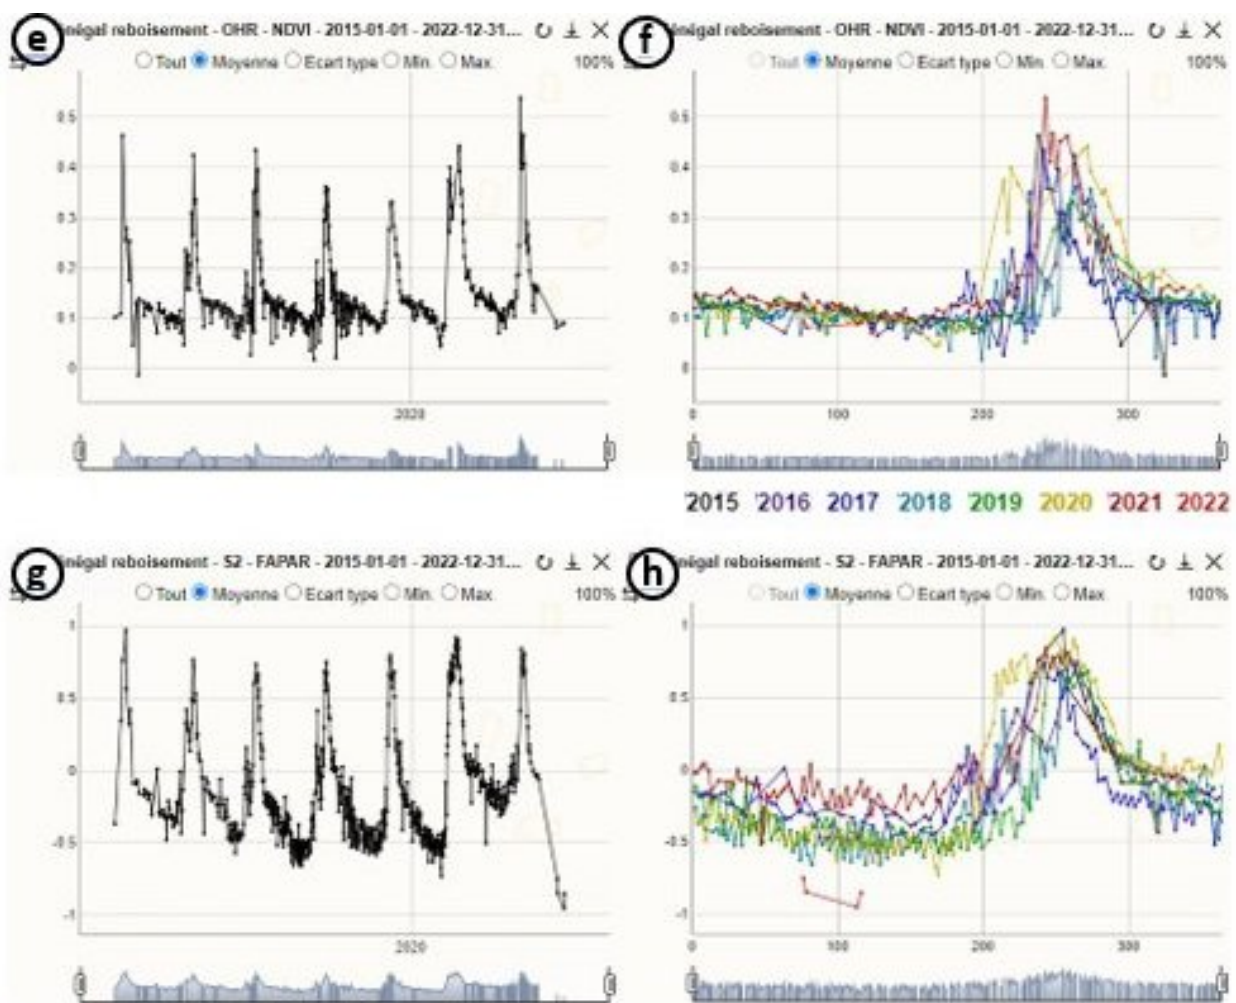 e énégal reboisement - OHR - NDVI - 2015-01-01 - 2022-12-31...
Tout Moyenne Ecart type Min. Max. 100%
0.5
0.4
0.3
0.2
0.1
0
2020
f énégal reboisement - OHR - NDVI - 2015-01-01 - 2022-12-31...
Tout Moyenne Ecart type Min. Max. 100%
0.5
0.4
0.3
0.2
0.1
0
0 100 200 300
2015 2016 2017 2018 2019 2020 2021 2022
g énégal reboisement - S2 - FAPAR - 2015-01-01 - 2022-12-31...
Tout Moyenne Ecart type Min. Max. 100%
1
0.5
0
-0.5
-1
2020
h énégal reboisement - S2 - FAPAR - 2015-01-01 - 2022-12-31...
Tout Moyenne Ecart type Min. Max. 100%
1
0.5
0
-0.5
-1
0 100 200 300